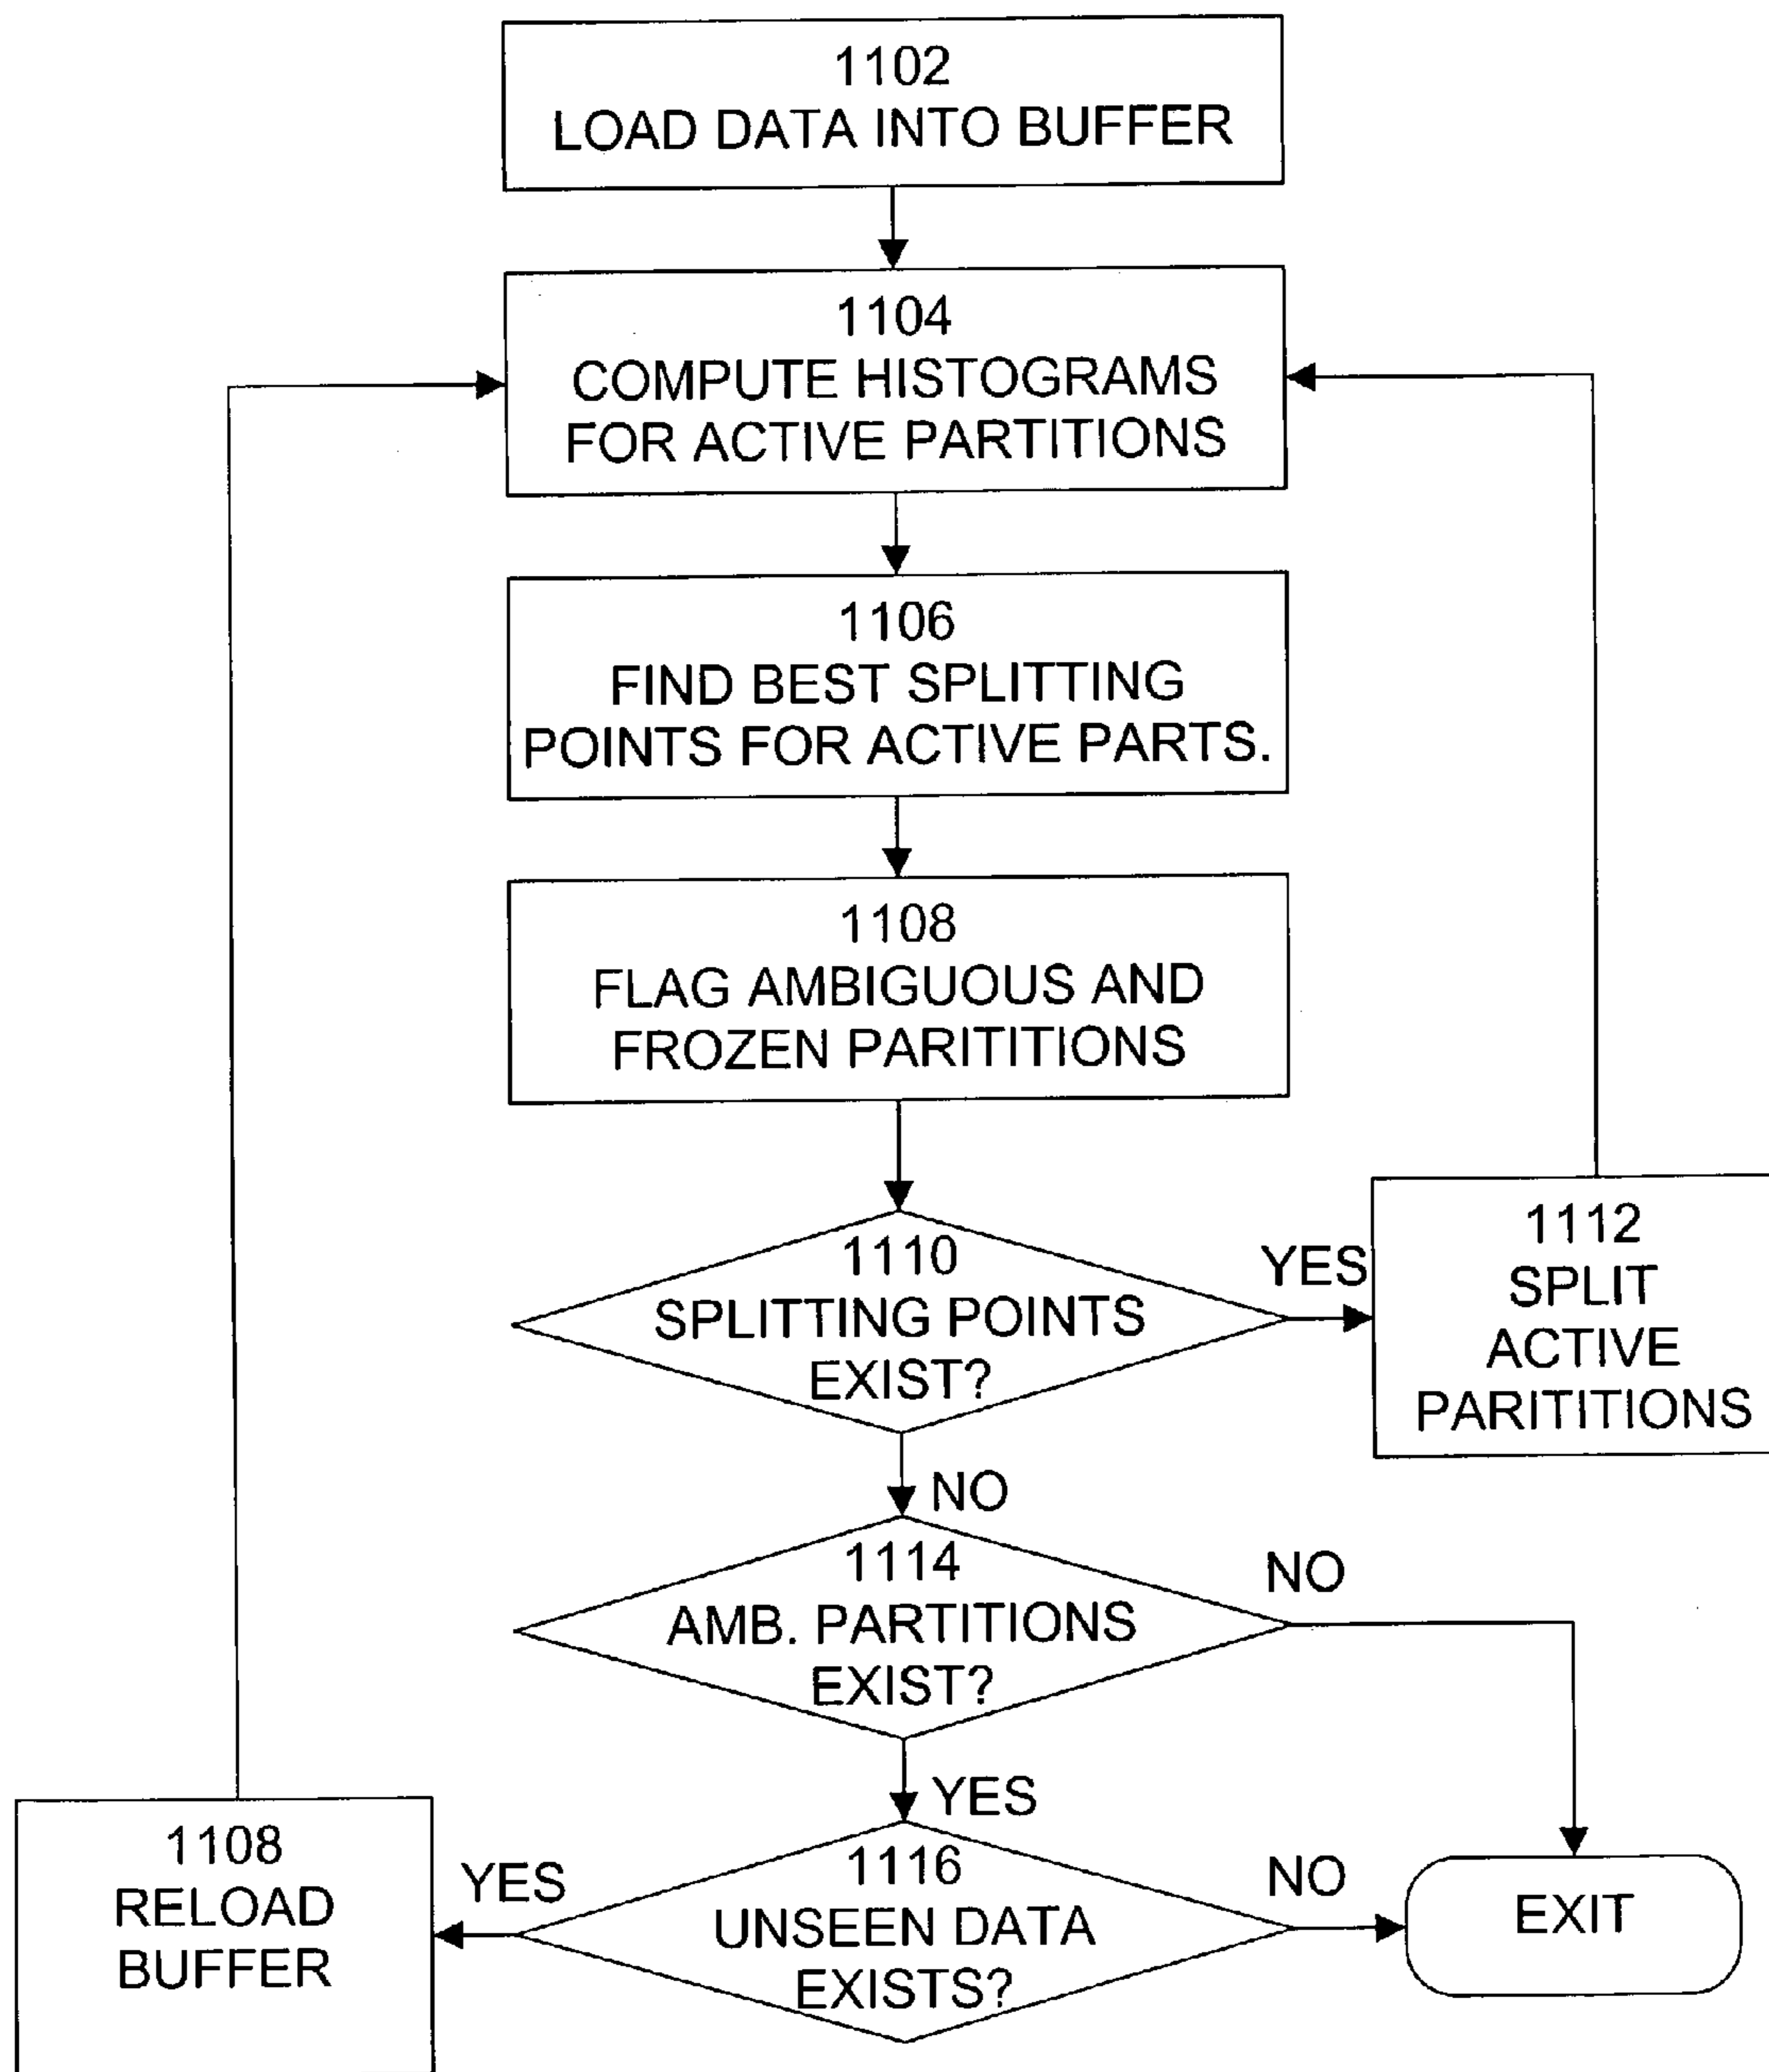 1102
LOAD DATA INTO BUFFER
1104
COMPUTE HISTOGRAMS
FOR ACTIVE PARTITIONS
1106
FIND BEST SPLITTING
POINTS FOR ACTIVE PARTS.
1108
FLAG AMBIGUOUS AND
FROZEN PARITITIONS
1110
SPLITTING POINTS
EXIST?
YES
1112
SPLIT
ACTIVE
PARITITIONS
NO
1114
AMB. PARTITIONS
EXIST?
NO
YES
1116
UNSEEN DATA
EXISTS?
YES
1108
RELOAD
BUFFER
NO
EXIT